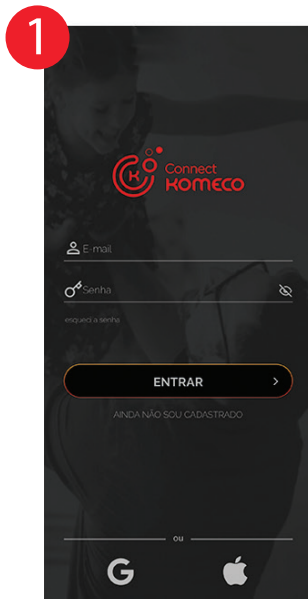 1
Connect
KOMECO
E-mail
Senha
esqueci a senha
ENTRAR
AINDA NÃO SOU CADASTRADO
ou
G